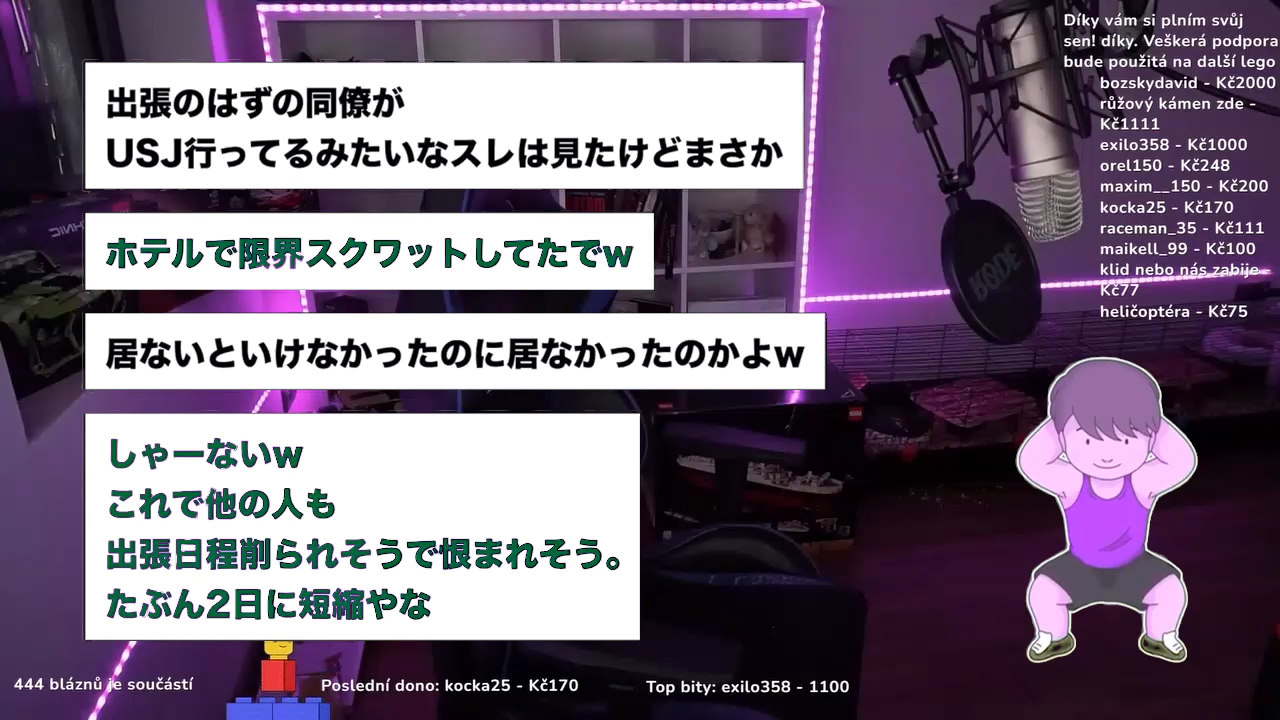 出張のはずの同僚が
USJ行ってるみたいなスレは見たけどまさか
ホテルで限界スクワットしてたでw
居ないといけなかったのに居なかったのかよw
しゃーないw
これで他の人も
出張日程削られそうで恨まれそう。
たぶん2日に短縮やな
Díky vám si plním svůj
sen! díky. Veškerá podpora
bude použitá na další lego
bozskydavid - Kč2000
růžový kámen zde -
Kč1111
exilo358 - Kč1000
orel150 - Kč248
maxim__150 - Kč200
kocka25 - Kč170
raceman_35 - Kč111
maikell_99 - Kč100
klid nebo nás zabije -
Kč77
heličoptéra - Kč75
RODE
444 bláznů je součástí
Poslední dono: kocka25 - Kč170
Top bity: exilo358 - 1100